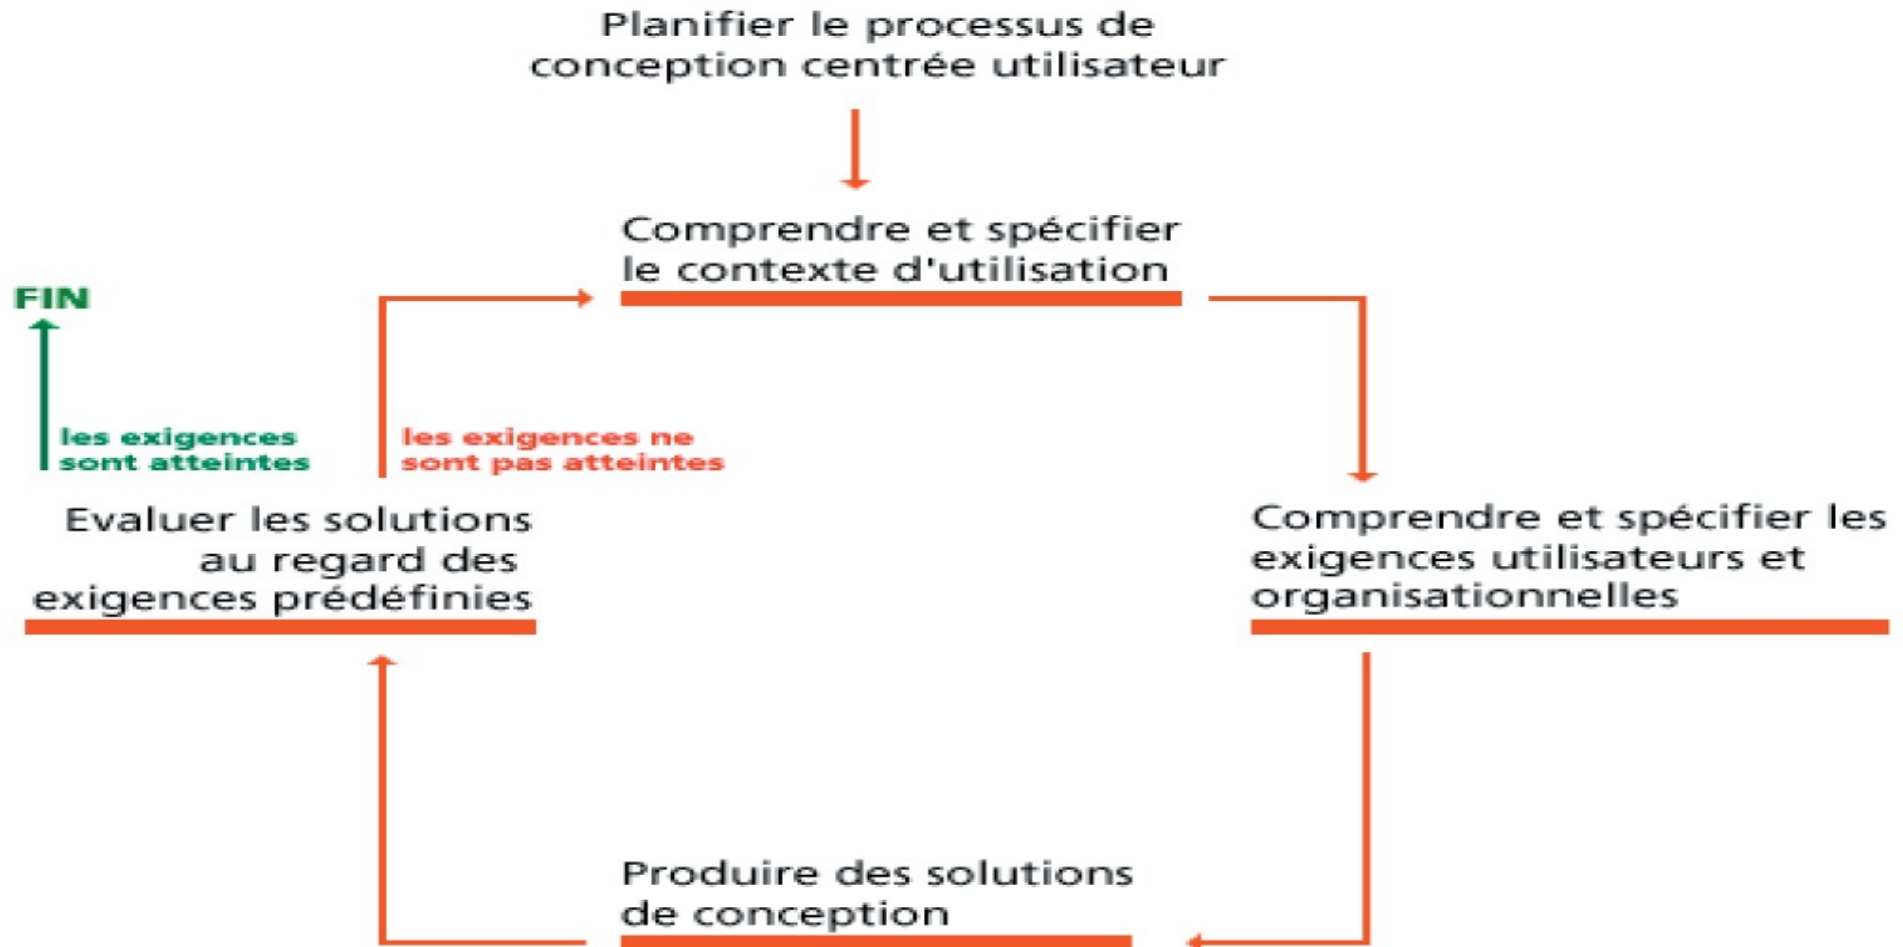 Planifier le processus de
conception centrée utilisateur
Comprendre et spécifier
le contexte d'utilisation
FIN
les exigences
sont atteintes
les exigences ne
sont pas atteintes
Evaluer les solutions
au regard des
exigences prédéfinies
Comprendre et spécifier les
exigences utilisateurs et
organisationnelles
Produire des solutions
de conception